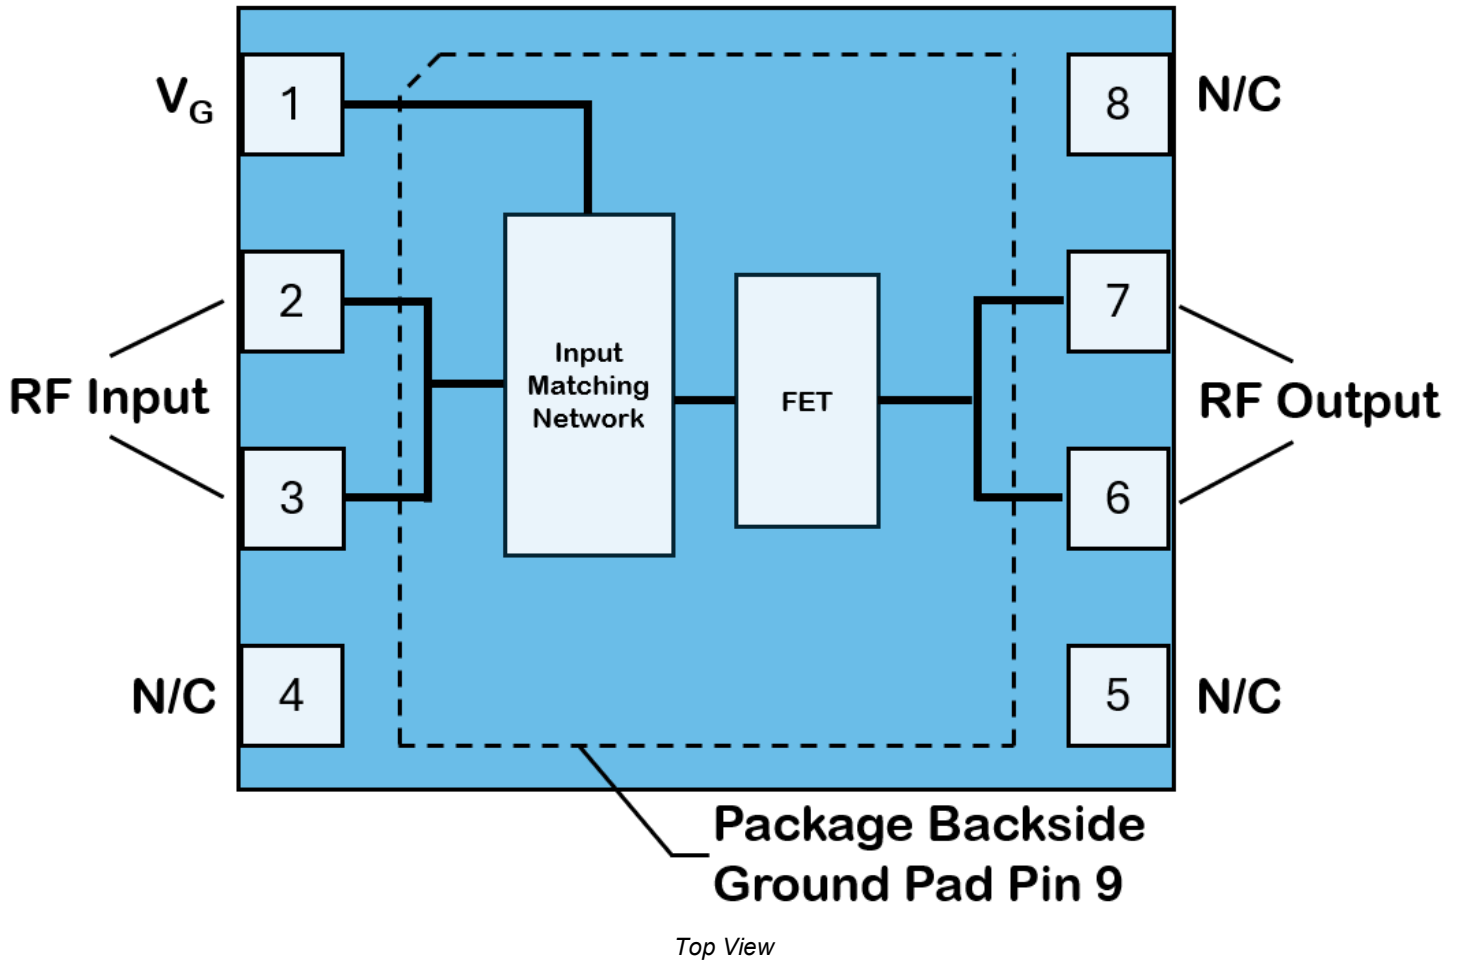 V_G
1
8
N/C
2
7
RF Input
Input
Matching
Network
FET
RF Output
3
6
N/C
4
5
N/C
Package Backside
Ground Pad Pin 9
Top View